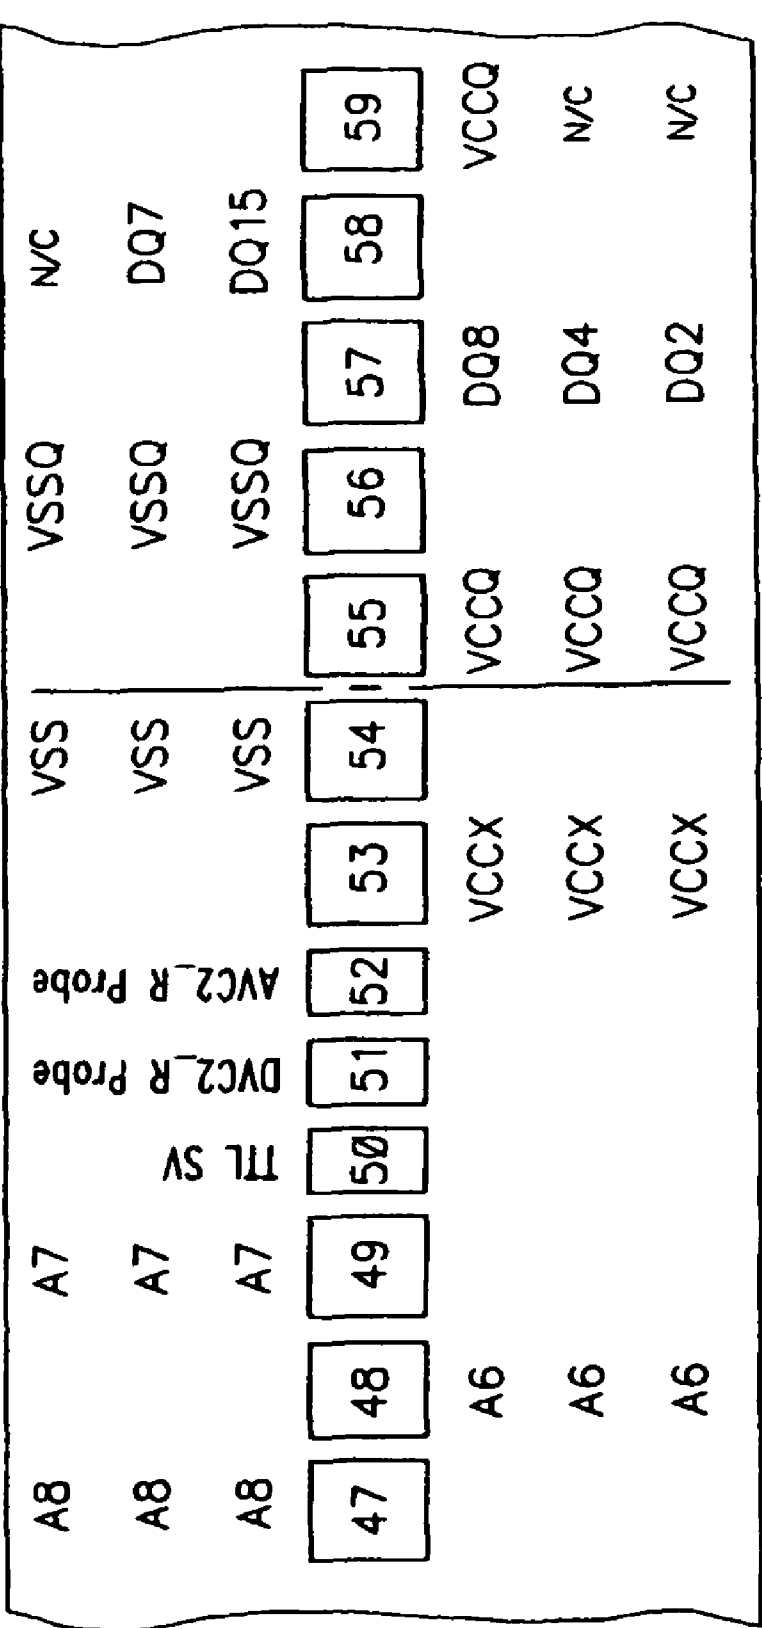 59 VCCQ N/C N/C
N/C DQ7 DQ15 58
57 DQ8 DQ4 DQ2
VSSQ VSSQ VSSQ 56
55 VCCQ VCCQ VCCQ
VSS VSS VSS 54
53 VCCX VCCX VCCX
AVC2_R Probe 52
DVC2_R Probe 51
TTL SV 50
A7 A7 A7 49
48 A6 A6 A6
A8 A8 A8 47